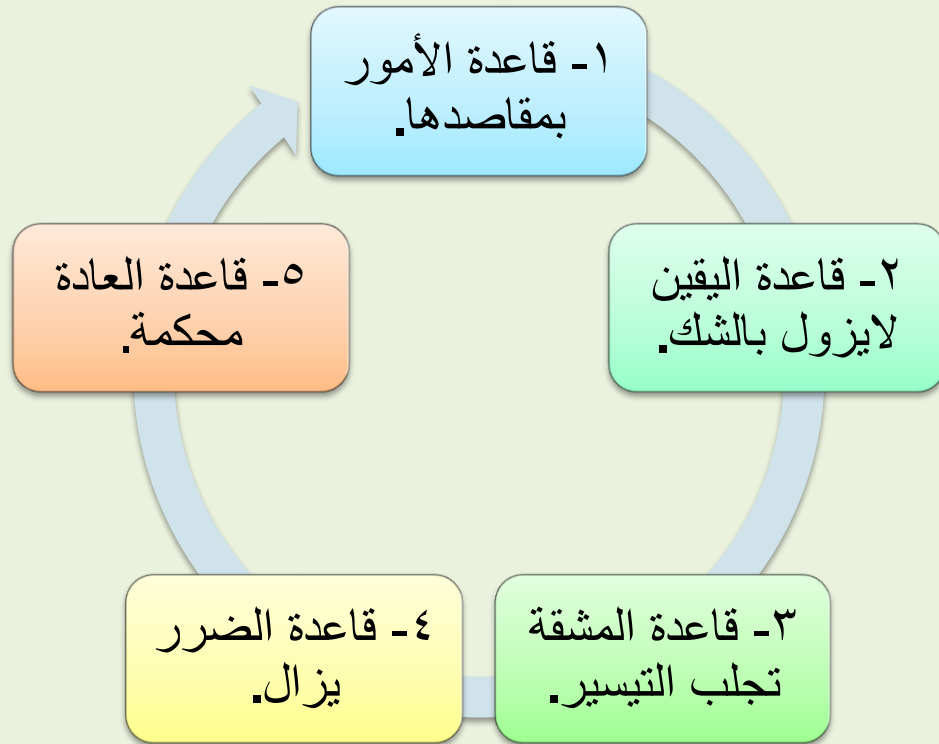 ١- قاعدة الأمور
بمقاصدها.
٢- قاعدة اليقين
لايزول بالشك.
٣- قاعدة المشقة
تجلب التيسير.
٤- قاعدة الضرر
يزال.
٥- قاعدة العادة
محكمة.